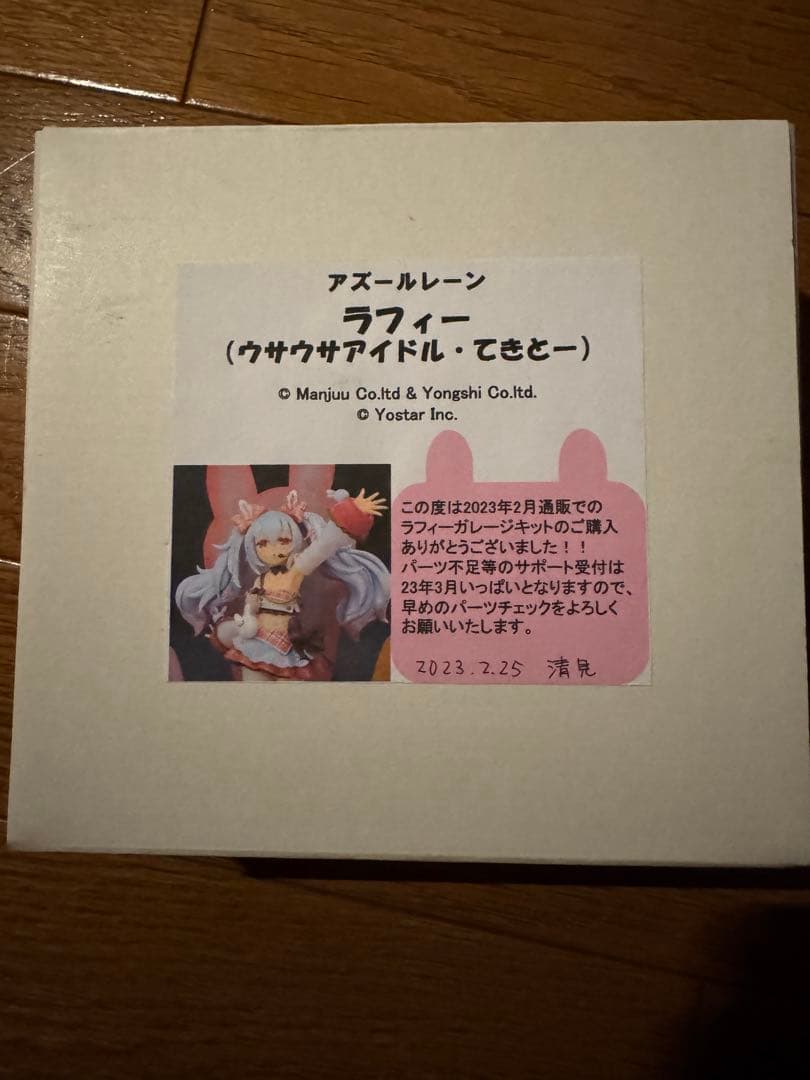 アズールレーン
ラフィー
（ウサウサアイドル・てきとー）
© Manjuu Co.ltd & Yongshi Co.ltd.
© Yostar Inc.
この度は2023年2月通販での
ラフィーガレージキットのご購入
ありがとうございました！！
パーツ不足等のサポート受付は
23年3月いっぱいとなりますので、
早めのパーツチェックをよろしく
お願いいたします。
2023.2.25 清見